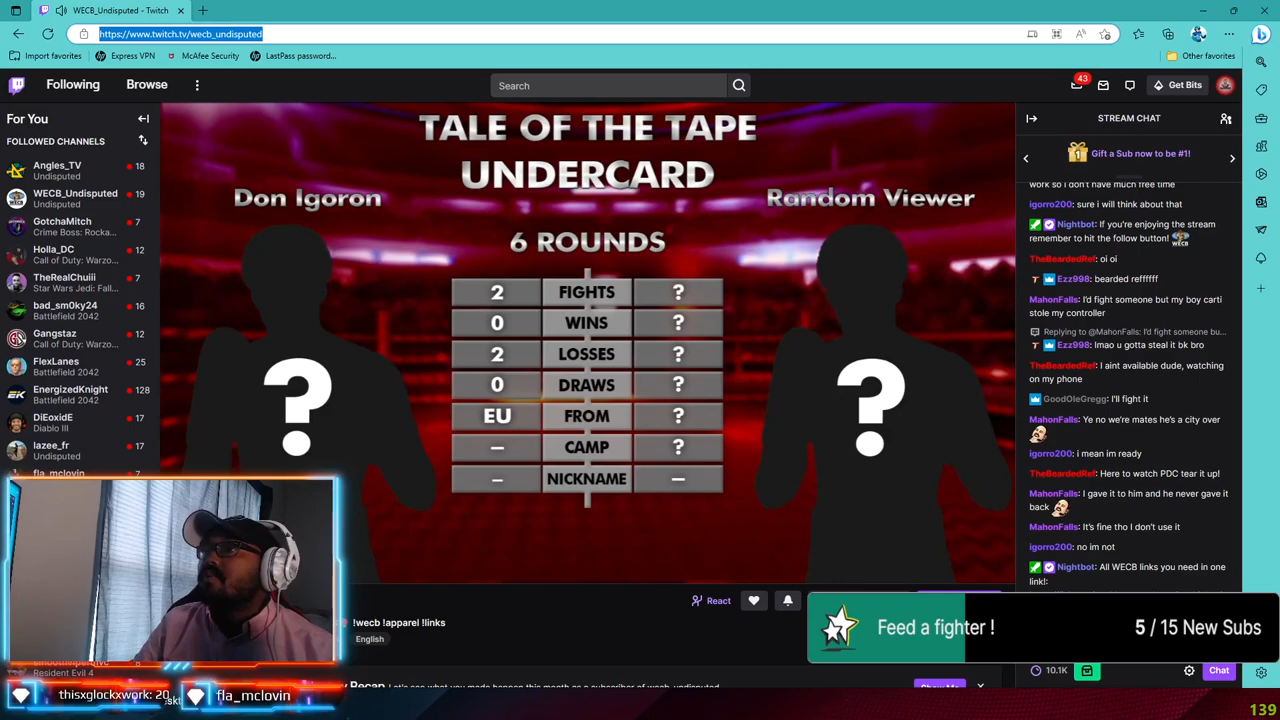 WECB_Undisputed - Twitch
https://www.twitch.tv/wecb_undisputed
Import favorites
Express VPN
McAfee Security
LastPass password...
Other favorites
Following
Browse
Search
43
Get Bits
For You
FOLLOWED CHANNELS
Angles_TV
18
Undisputed
WECB_Undisputed
19
Undisputed
GotchaMitch
7
Crime Boss: Rocka...
Holla_DC
12
Call of Duty: Warzo...
TheRealChuiii
7
Star Wars Jedi: Fall...
bad_sm0ky24
16
Battlefield 2042
Gangstaz
12
Call of Duty: Warzo...
FlexLanes
25
Battlefield 2042
EnergizedKnight
128
Battlefield 2042
DiEoxidE
17
Diablo III
lazee_fr
17
Battlefield 2042
fla_mclovin
7
Resident Evil 4
TALE OF THE TAPE
UNDERCARD
Don Igoron
Random Viewer
6 ROUNDS
2 FIGHTS ?
0 WINS ?
2 LOSSES ?
0 DRAWS ?
EU FROM ?
– CAMP ?
– NICKNAME –
?
?
React
!wecb !apparel !links
English
Recap
STREAM CHAT
1
Gift a Sub now to be #1!
work so I don't have much free time
igorro200: sure i will think about that
Nightbot: If you're enjoying the stream
remember to hit the follow button!
TheBeardedRef: oi oi
Ezz998: bearded reffffff
MahonFalls: I'd fight someone but my boy carti
stole my controller
Replying to @MahonFalls: I'd fight someone bu...
Ezz998: lmao u gotta steal it bk bro
TheBeardedRef: I aint available dude, watching
on my phone
GoodOleGregg: I'll fight it
MahonFalls: Ye no we're mates he's a city over
igorro200: i mean im ready
TheBeardedRef: Here to watch PDC tear it up!
MahonFalls: I gave it to him and he never gave it
back
MahonFalls: It's fine tho I don't use it
igorro200: no im not
Nightbot: All WECB links you need in one
link!:
Feed a fighter !
5 / 15 New Subs
10.1K
Chat
thisxglockxwork: 20
fla_mclovin
139